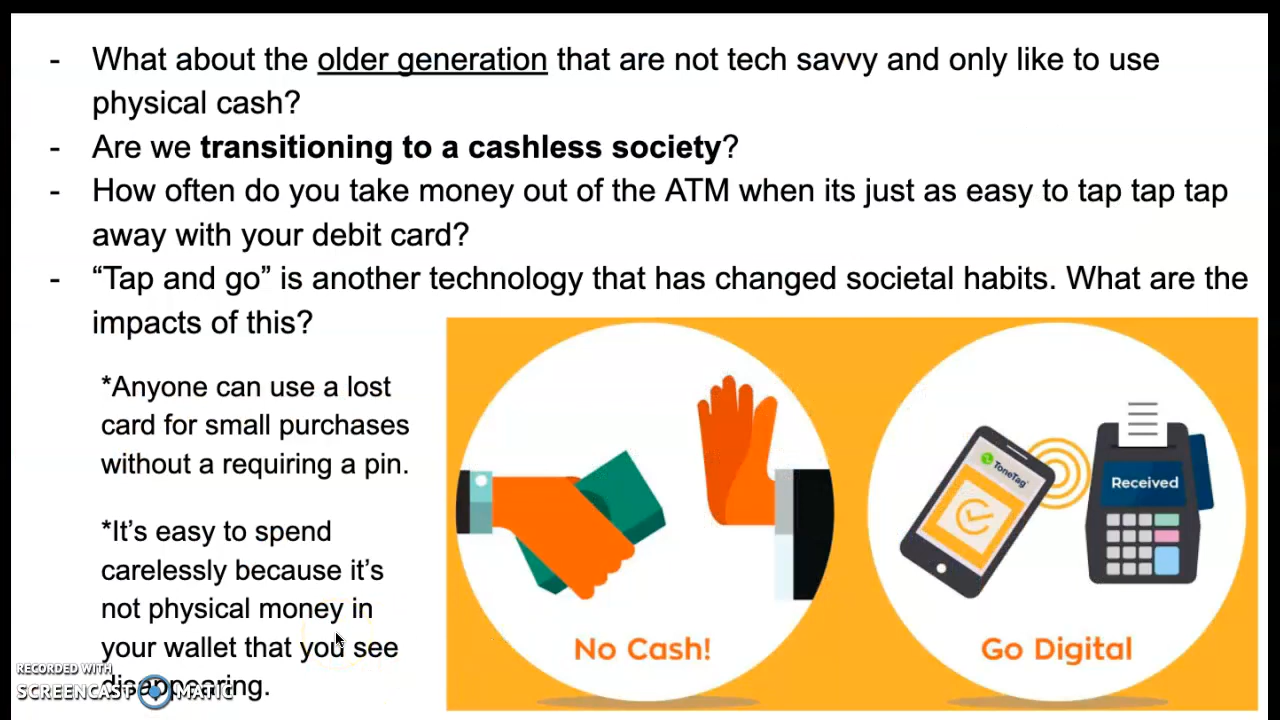 - What about the older generation that are not tech savvy and only like to use
physical cash?
- Are we transitioning to a cashless society?
- How often do you take money out of the ATM when its just as easy to tap tap tap
away with your debit card?
- “Tap and go” is another technology that has changed societal habits. What are the
impacts of this?
*Anyone can use a lost
card for small purchases
without a requiring a pin.
*It’s easy to spend
carelessly because it’s
not physical money in
your wallet that you see
disappearing.
ToneTag
Received
No Cash!
Go Digital
RECORDED WITH
SCREENCAST MATIC